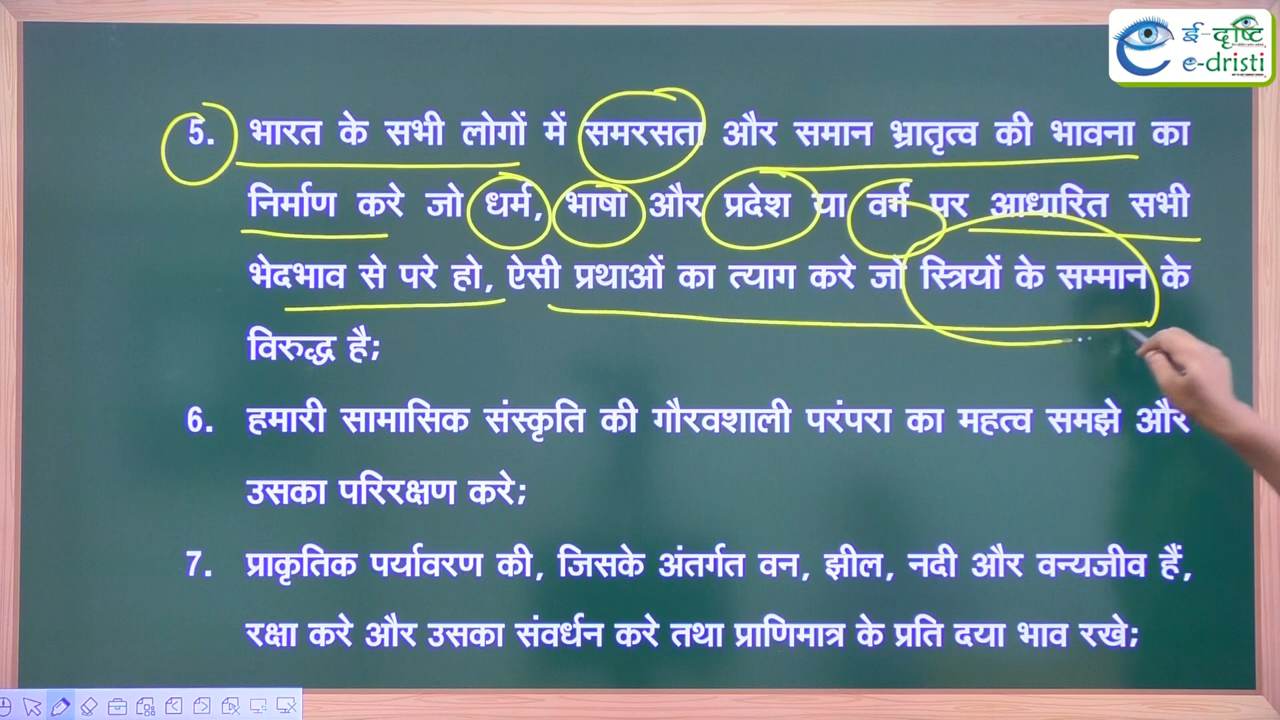 ई-दृष्टि
e-dristi
5. भारत के सभी लोगों में समरसता और समान भ्रातृत्व की भावना का
निर्माण करे जो धर्म, भाषा और प्रदेश या वर्ग पर आधारित सभी
भेदभाव से परे हो, ऐसी प्रथाओं का त्याग करे जो स्त्रियों के सम्मान के
विरुद्ध है;
6. हमारी सामासिक संस्कृति की गौरवशाली परंपरा का महत्व समझे और
उसका परिरक्षण करे;
7. प्राकृतिक पर्यावरण की, जिसके अंतर्गत वन, झील, नदी और वन्यजीव हैं,
रक्षा करे और उसका संवर्धन करे तथा प्राणिमात्र के प्रति दया भाव रखे;